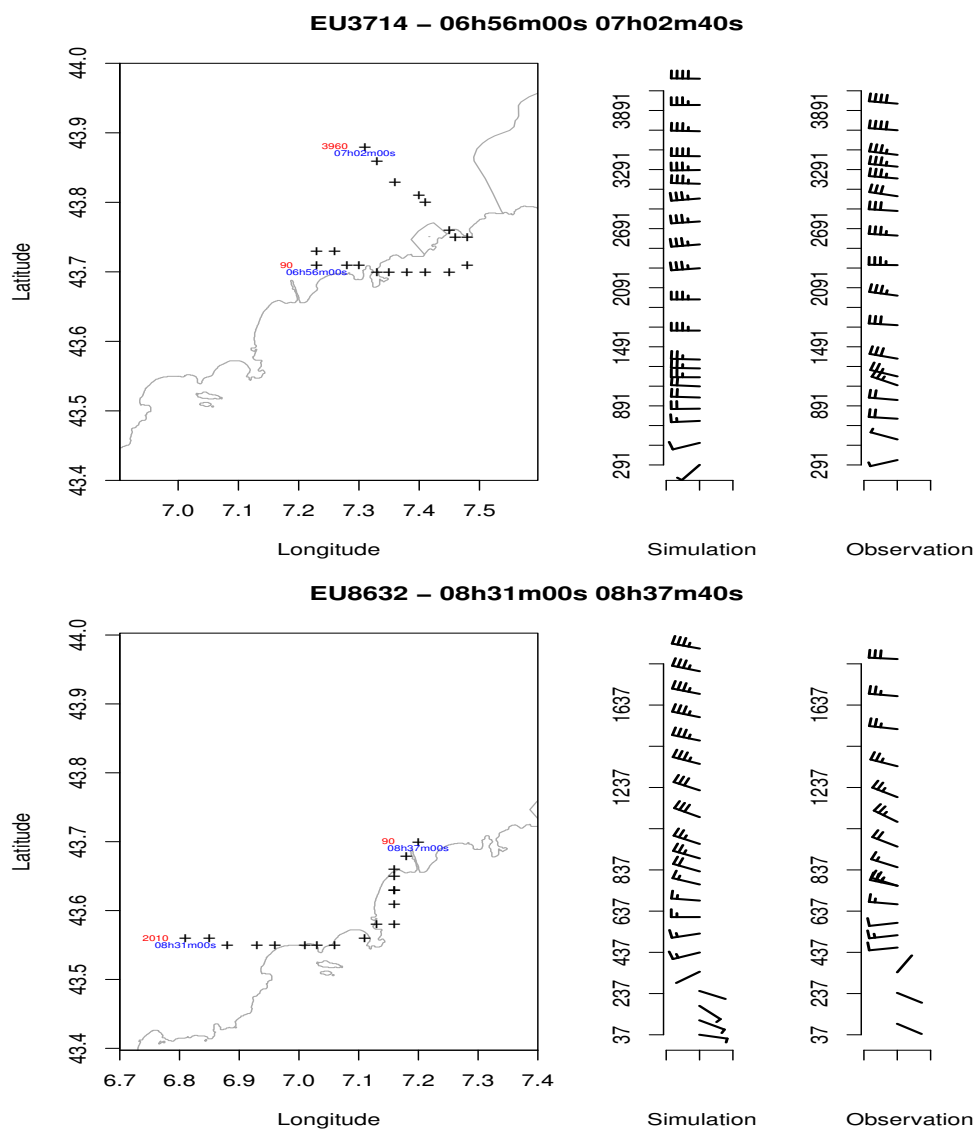 EU3714 − 06h56m00s 07h02m40s
44.0
43.9
43.8
43.7
43.6
43.5
43.4
Latitude
3960
07h02m00s
90
06h56m00s
7.0 7.1 7.2 7.3 7.4 7.5
Longitude
3891
3291
2691
2091
1491
891
291
Simulation
3891
3291
2691
2091
1491
891
291
Observation
EU8632 − 08h31m00s 08h37m40s
44.0
43.9
43.8
43.7
43.6
43.5
43.4
Latitude
90
08h37m00s
2010
08h31m00s
6.7 6.8 6.9 7.0 7.1 7.2 7.3 7.4
Longitude
1637
1237
837
637
437
237
37
Simulation
1637
1237
837
637
437
237
37
Observation